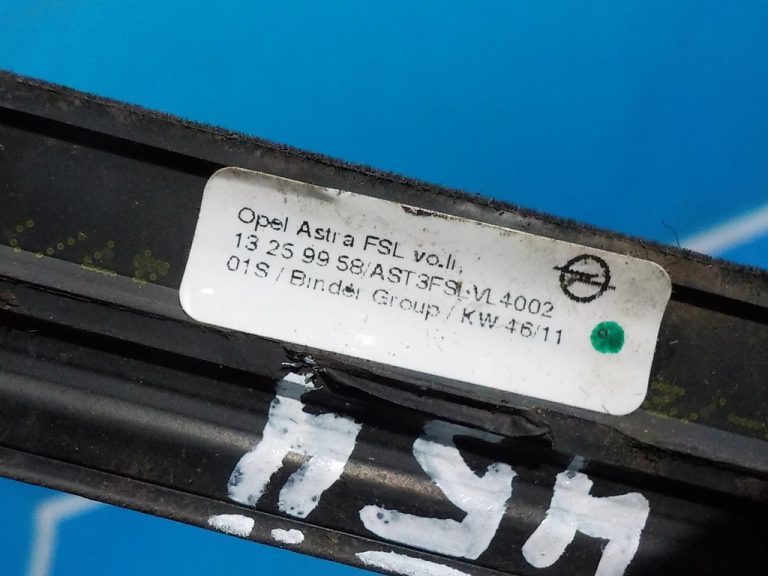 Opel Astra FSL vo.li.
13 25 99 58/AST3FSL-VL4002
01S / Binder Group / KW 46/11